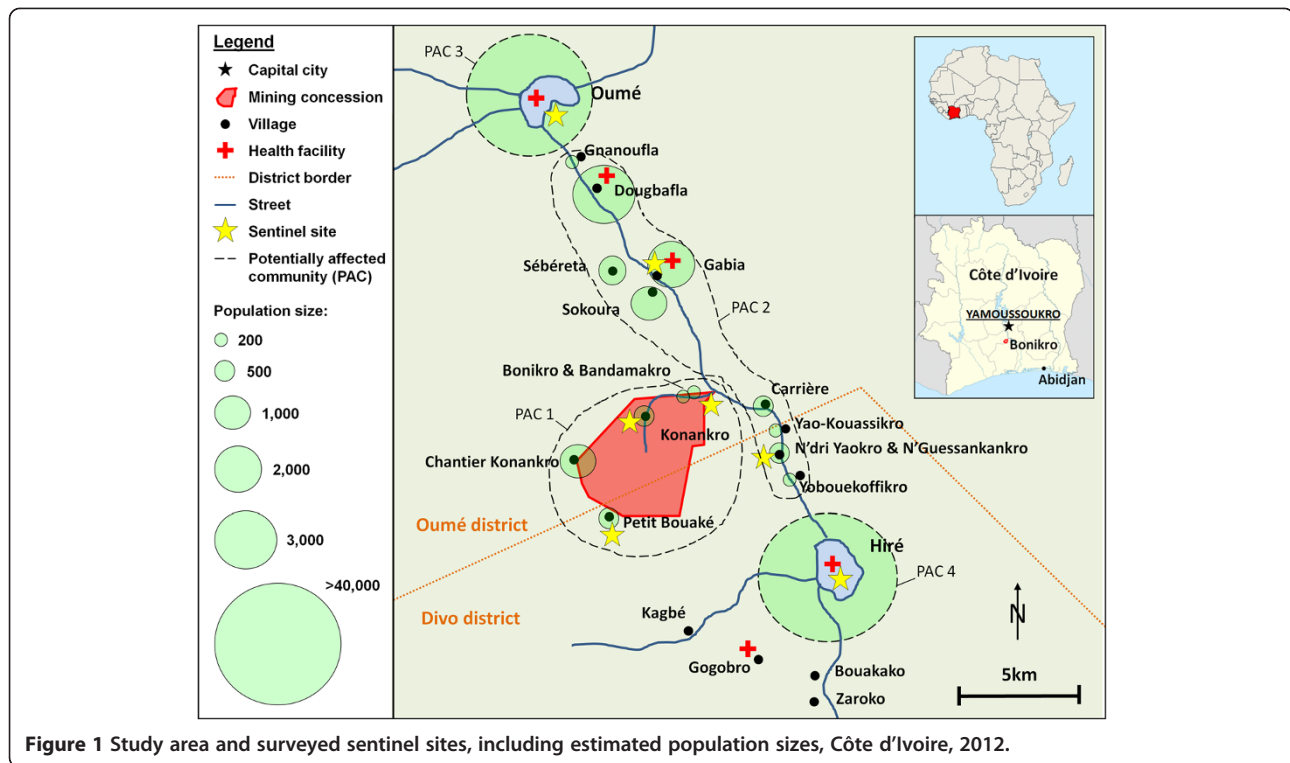 Legend
Capital city
Mining concession
Village
Health facility
District border
Street
Sentinel site
Potentially affected
community (PAC)
Population size:
200
500
1,000
2,000
3,000
>40,000
PAC 3
Oumé
Gnanoufla
Dougbafla
Sébéreta
Gabia
Sokoura
PAC 2
Bonikro & Bandamakro
Carrière
PAC 1
Yao-Kouassikro
Konankro
N'dri Yaokro & N'Guessankankro
Chantier Konankro
Yobouekoffikro
Petit Bouaké
Oumé district
Hiré
PAC 4
Divo district
Kagbé
Gogobro
Bouakako
Zaroko
N
5km
Côte d'Ivoire
YAMOUSSOUKRO
Bonikro
Abidjan
Figure 1 Study area and surveyed sentinel sites, including estimated population sizes, Côte d'Ivoire, 2012.